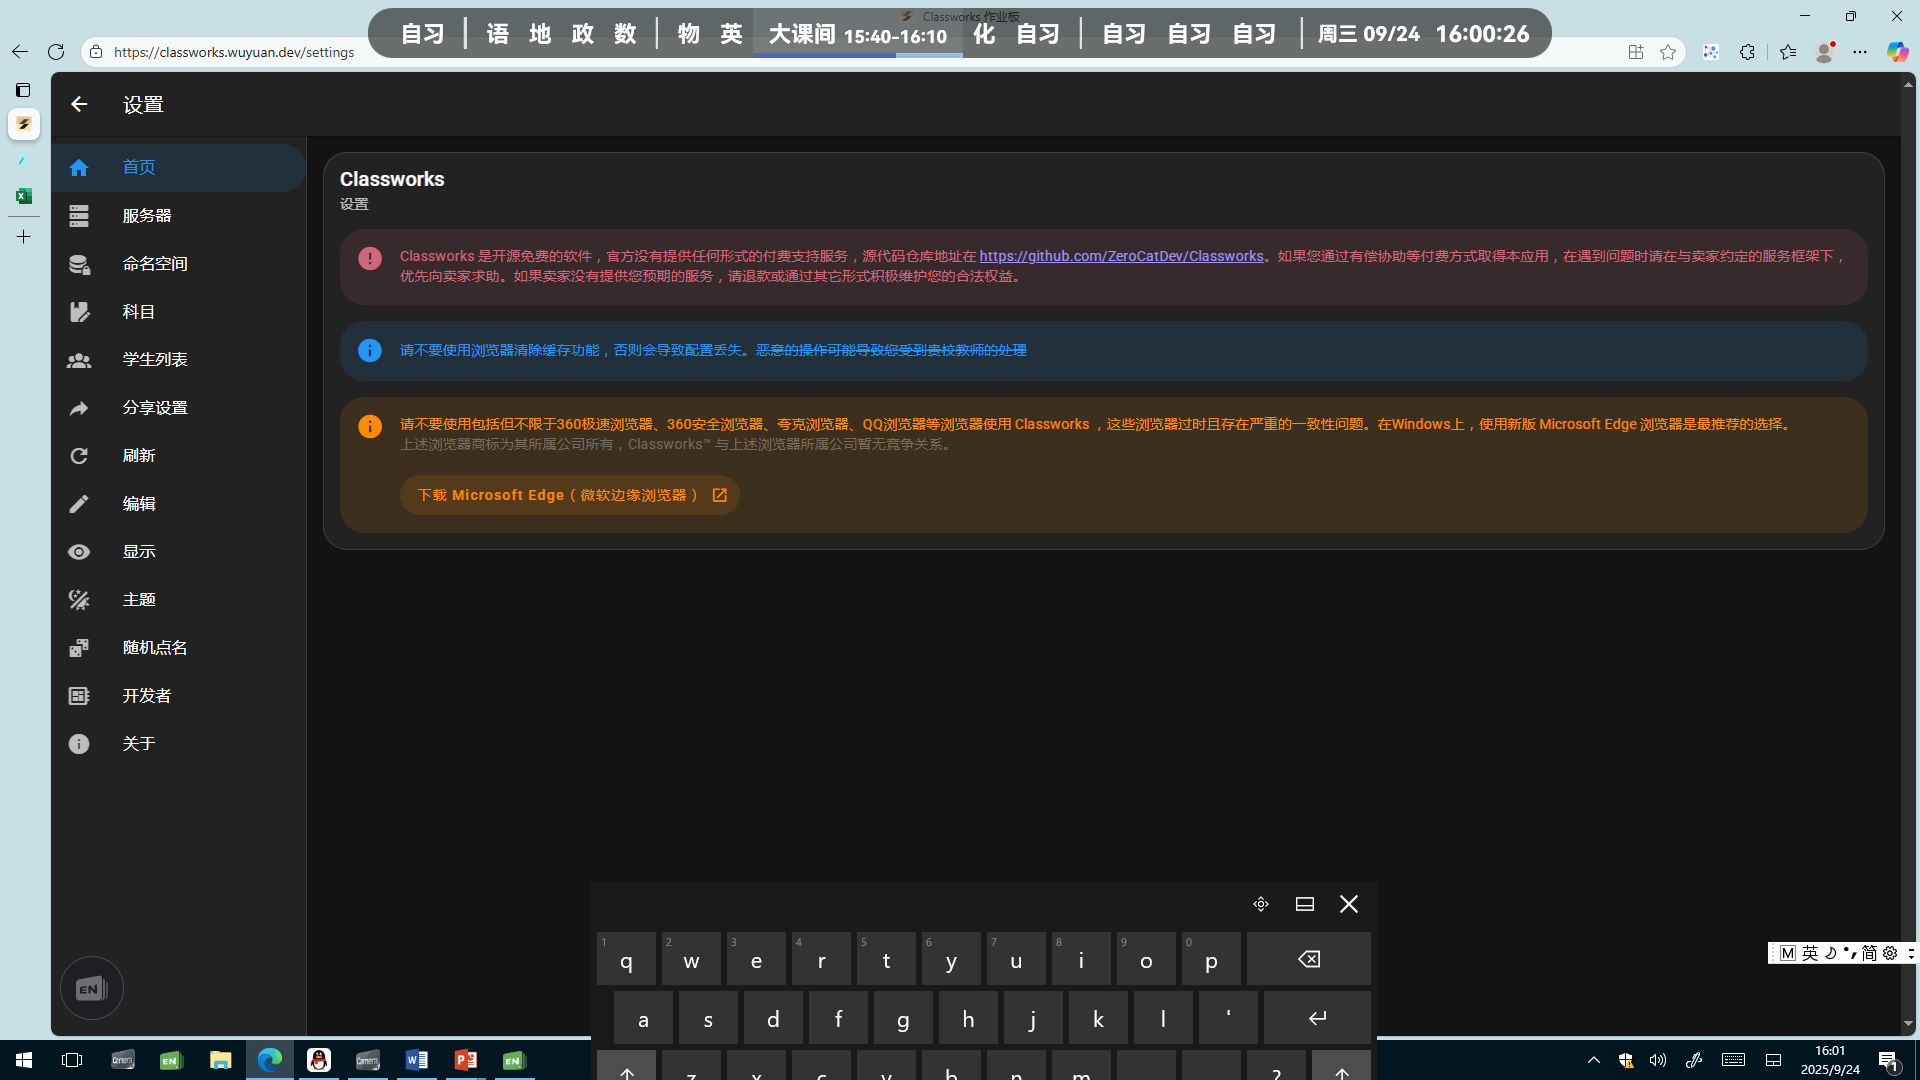 Classworks 作业板
自习 语 地 政 数 物 英 大课间 15:40-16:10 化 自习 自习 自习 自习 周三 09/24 16:00:26
https://classworks.wuyuan.dev/settings
设置
首页
服务器
命名空间
科目
学生列表
分享设置
刷新
编辑
显示
主题
随机点名
开发者
关于
Classworks
设置
Classworks 是开源免费的软件，官方没有提供任何形式的付费支持服务，源代码仓库地址在 https://github.com/ZeroCatDev/Classworks。如果您通过有偿协助等付费方式取得本应用，在遇到问题时请在与卖家约定的服务框架下，
优先向卖家求助。如果卖家没有提供您预期的服务，请退款或通过其它形式积极维护您的合法权益。
请不要使用浏览器清除缓存功能，否则会导致配置丢失。恶意的操作可能导致您受到贵校教师的处理
请不要使用包括但不限于360极速浏览器、360安全浏览器、夸克浏览器、QQ浏览器等浏览器使用 Classworks ，这些浏览器过时且存在严重的一致性问题。在Windows上，使用新版 Microsoft Edge 浏览器是最推荐的选择。
上述浏览器商标为其所属公司所有，Classworks™ 与上述浏览器所属公司暂无竞争关系。
下载 Microsoft Edge（微软边缘浏览器）
EN
1 q 2 w 3 e 4 r 5 t 6 y 7 u 8 i 9 o 0 p
a s d f g h j k l '
z x c v b n m ?
M 英 简
Camera EN Camera EN
16:01
2025/9/24
1